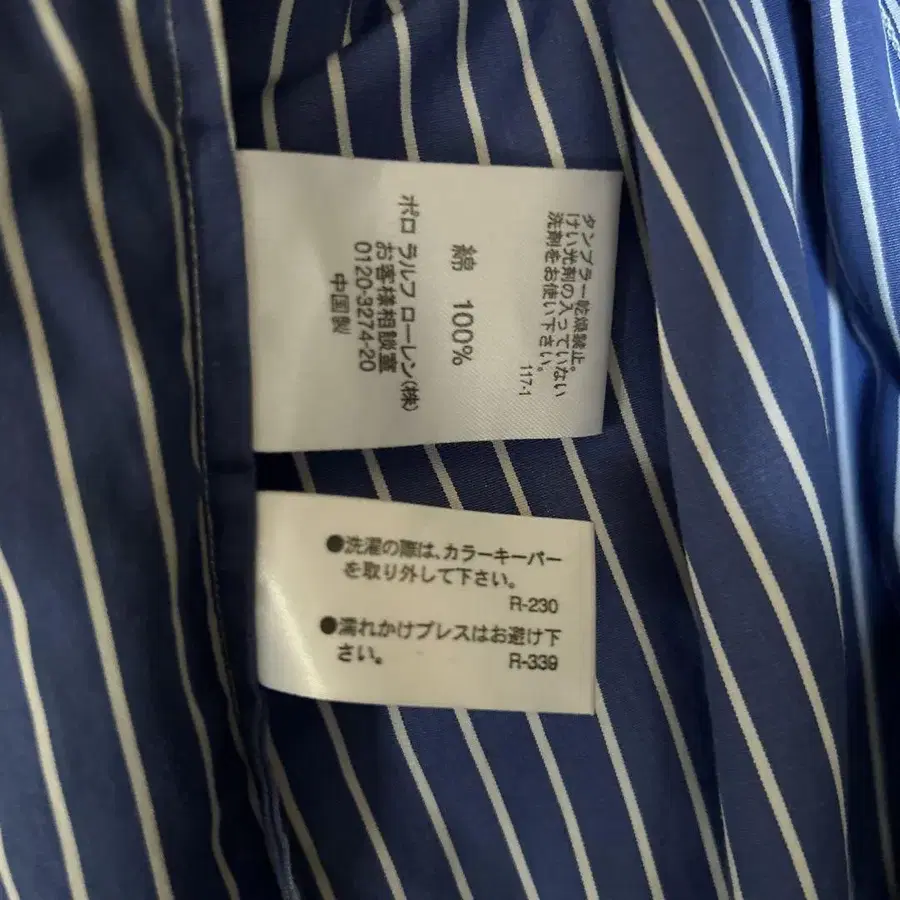 タンブラー乾燥禁止。
けい光剤の入っていない
洗剤をお使い下さい。
117-1
綿 100%
ポロ ラルフ ローレン(株)
お客様相談室
0120-3274-20
中国製
●洗濯の際は、カラーキーパー
を取り外して下さい。
R-230
●濡れかけプレスはお避け下
さい。
R-339